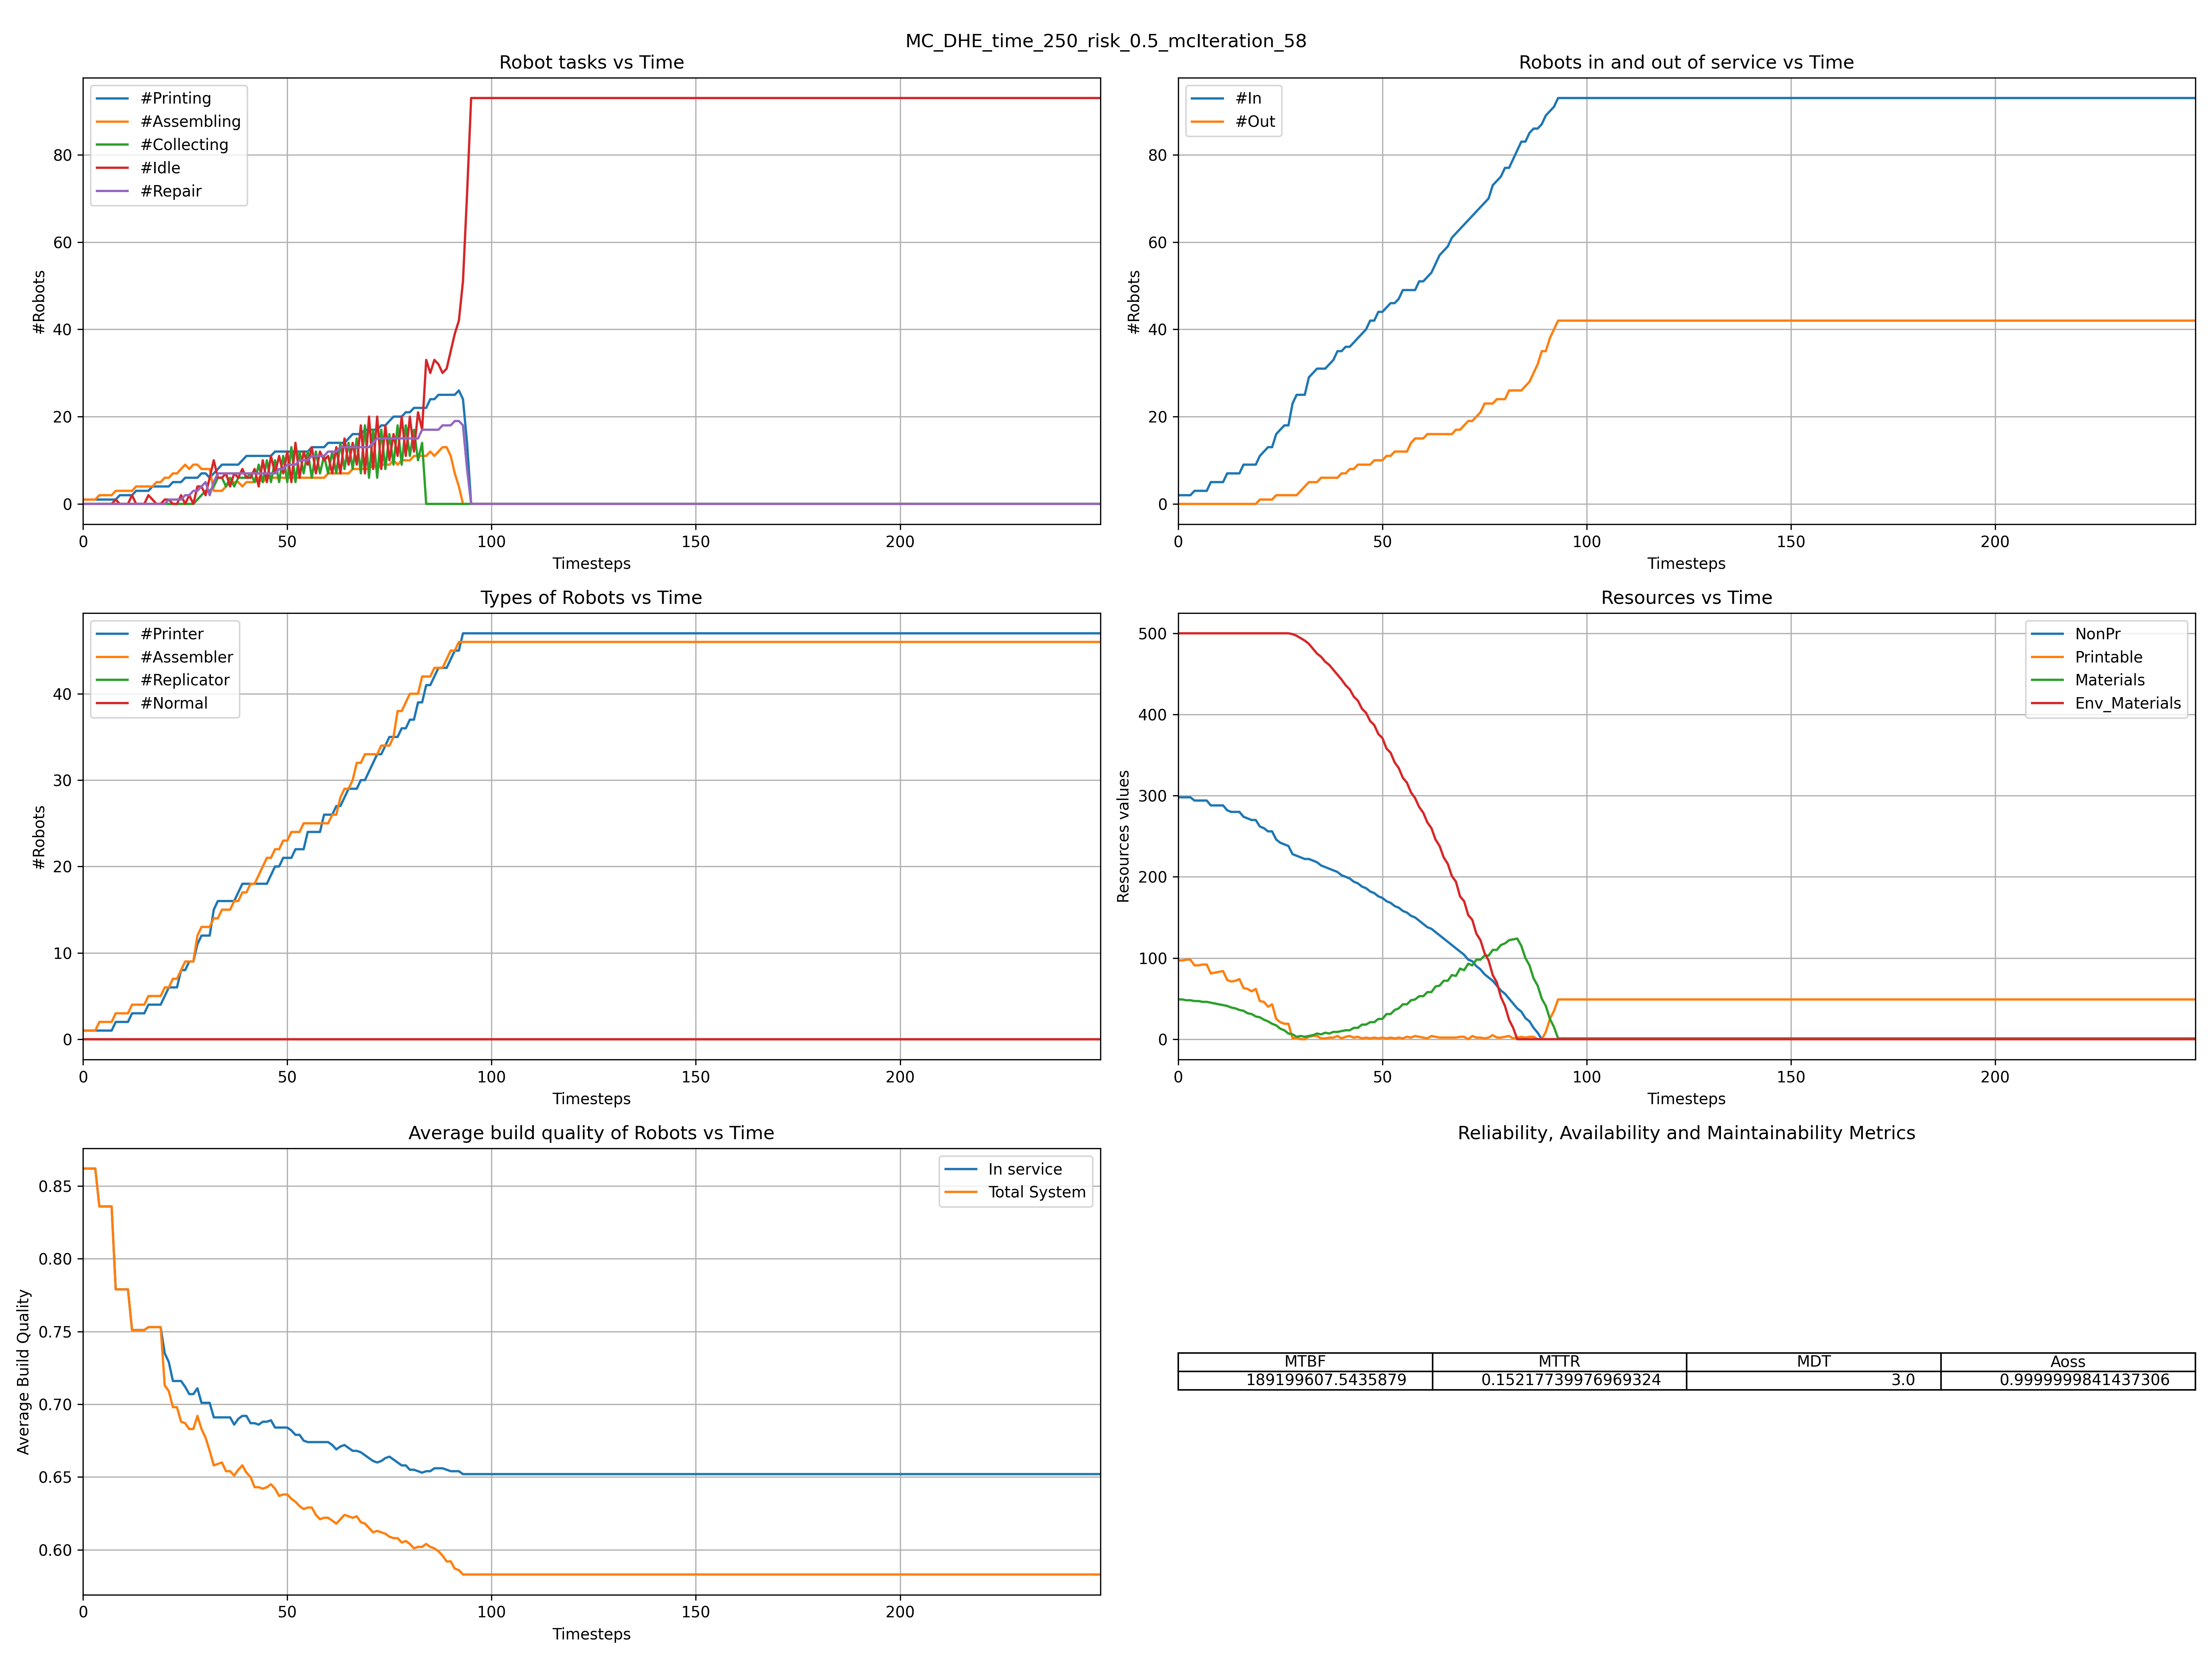 MC_DHE_time_250_risk_0.5_mcIteration_58
Robot tasks vs Time
#Printing
#Assembling
#Collecting
#Idle
#Repair
80
60
40
20
0
#Robots
0 50 100 150 200
Timesteps
Robots in and out of service vs Time
#In
#Out
80
60
40
20
0
#Robots
0 50 100 150 200
Timesteps
Types of Robots vs Time
#Printer
#Assembler
#Replicator
#Normal
40
30
20
10
0
#Robots
0 50 100 150 200
Timesteps
Resources vs Time
NonPr
Printable
Materials
Env_Materials
500
400
300
200
100
0
Resources values
0 50 100 150 200
Timesteps
Average build quality of Robots vs Time
In service
Total System
0.85
0.80
0.75
0.70
0.65
0.60
Average Build Quality
0 50 100 150 200
Timesteps
Reliability, Availability and Maintainability Metrics
MTBF MTTR MDT Aoss
189199607.5435879 0.15217739976969324 3.0 0.9999999841437306